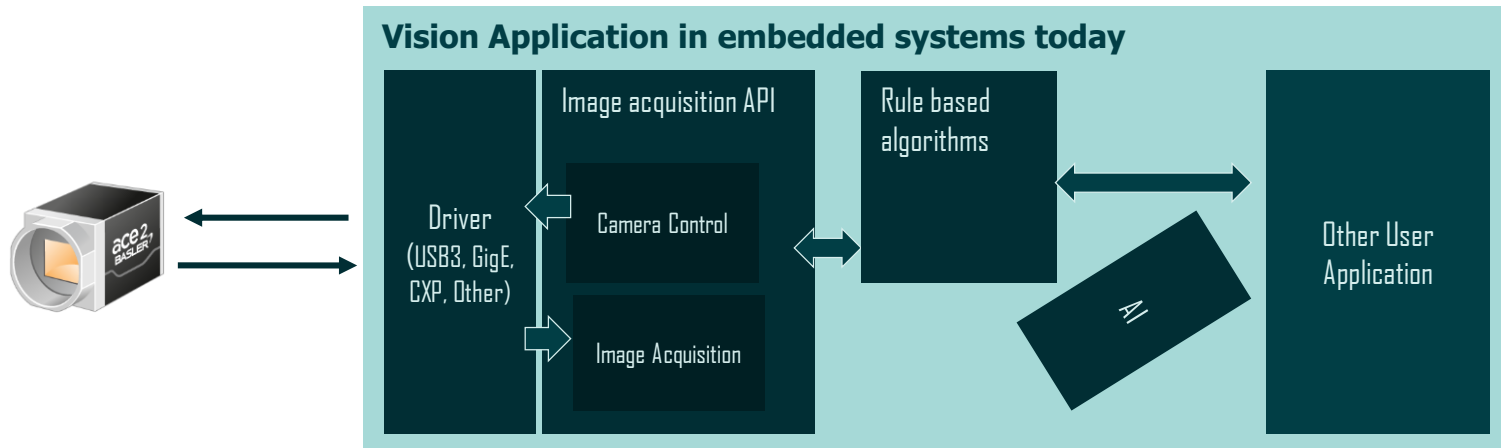 Vision Application in embedded systems today
ace 2
BASLER
Driver
(USB3, GigE,
CXP, Other)
Image acquisition API
Camera Control
Image Acquisition
Rule based
algorithms
AI
Other User
Application